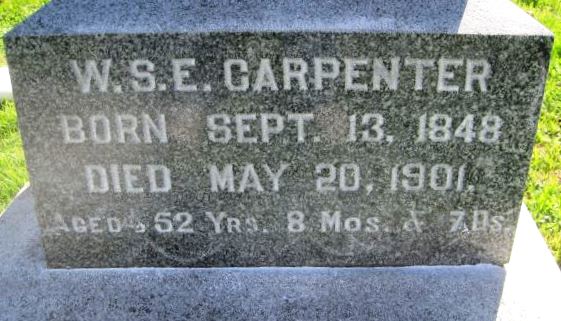 W. S. E. CARPENTER
BORN SEPT. 13, 1848
DIED MAY 20, 1901.
AGED 52 YRS. 8 MOS. & 7 DS.